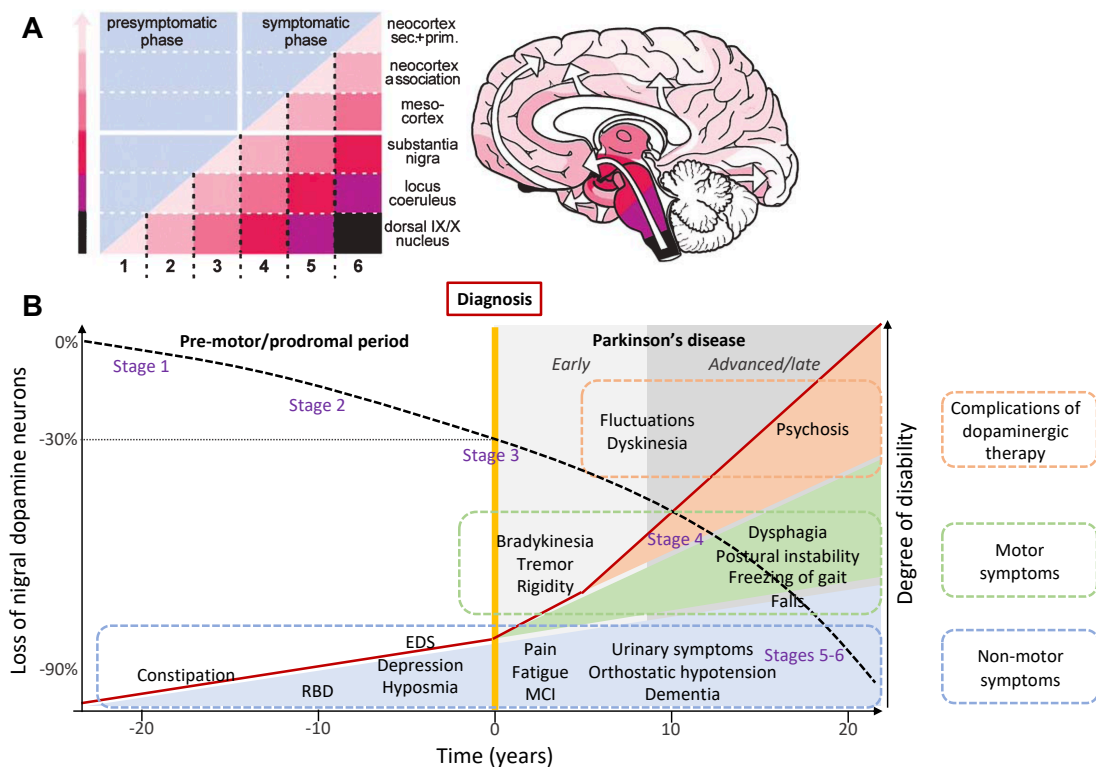 A
presymptomatic
phase
symptomatic
phase
neocortex
sec.+prim.
neocortex
association
meso-
cortex
substantia
nigra
locus
coeruleus
dorsal IX/X
nucleus
1 2 3 4 5 6
B
Diagnosis
0%
Pre-motor/prodromal period
Parkinson’s disease
Stage 1
Early
Advanced/late
Stage 2
Fluctuations
Dyskinesia
Psychosis
Complications of
dopaminergic
therapy
-30%
Stage 3
Loss of nigral dopamine neurons
Degree of disability
Bradykinesia
Tremor
Rigidity
Stage 4
Dysphagia
Postural instability
Freezing of gait
Falls
Motor
symptoms
-90%
Constipation
RBD
EDS
Depression
Hyposmia
Pain
Fatigue
MCI
Urinary symptoms
Orthostatic hypotension
Dementia
Stages 5-6
Non-motor
symptoms
-20 -10 0 10 20
Time (years)